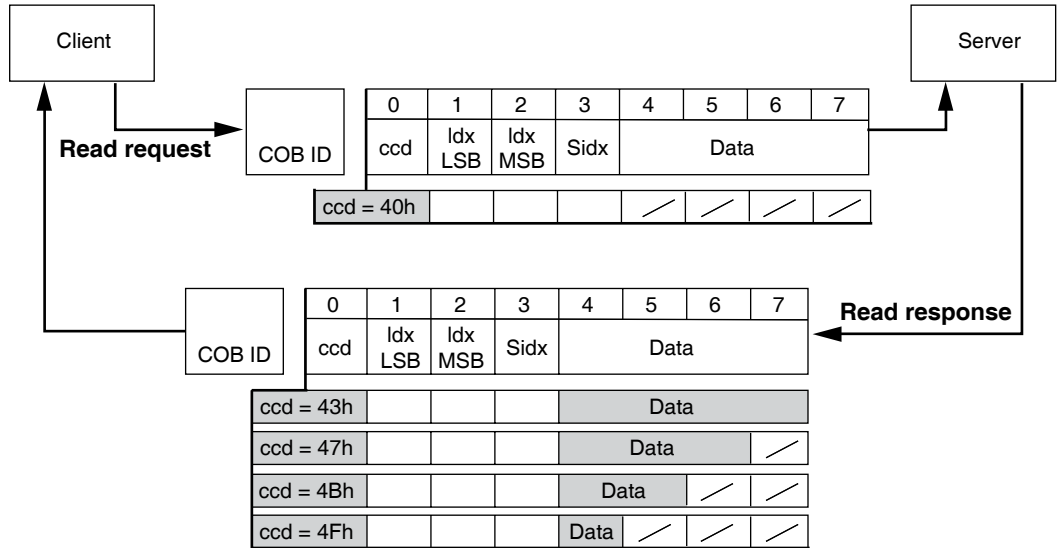 Client
Server
Read request
COB ID
0 1 2 3 4 5 6 7
ccd Idx LSB Idx MSB Sidx Data
ccd = 40h
Read response
COB ID
0 1 2 3 4 5 6 7
ccd Idx LSB Idx MSB Sidx Data
ccd = 43h Data
ccd = 47h Data
ccd = 4Bh Data
ccd = 4Fh Data